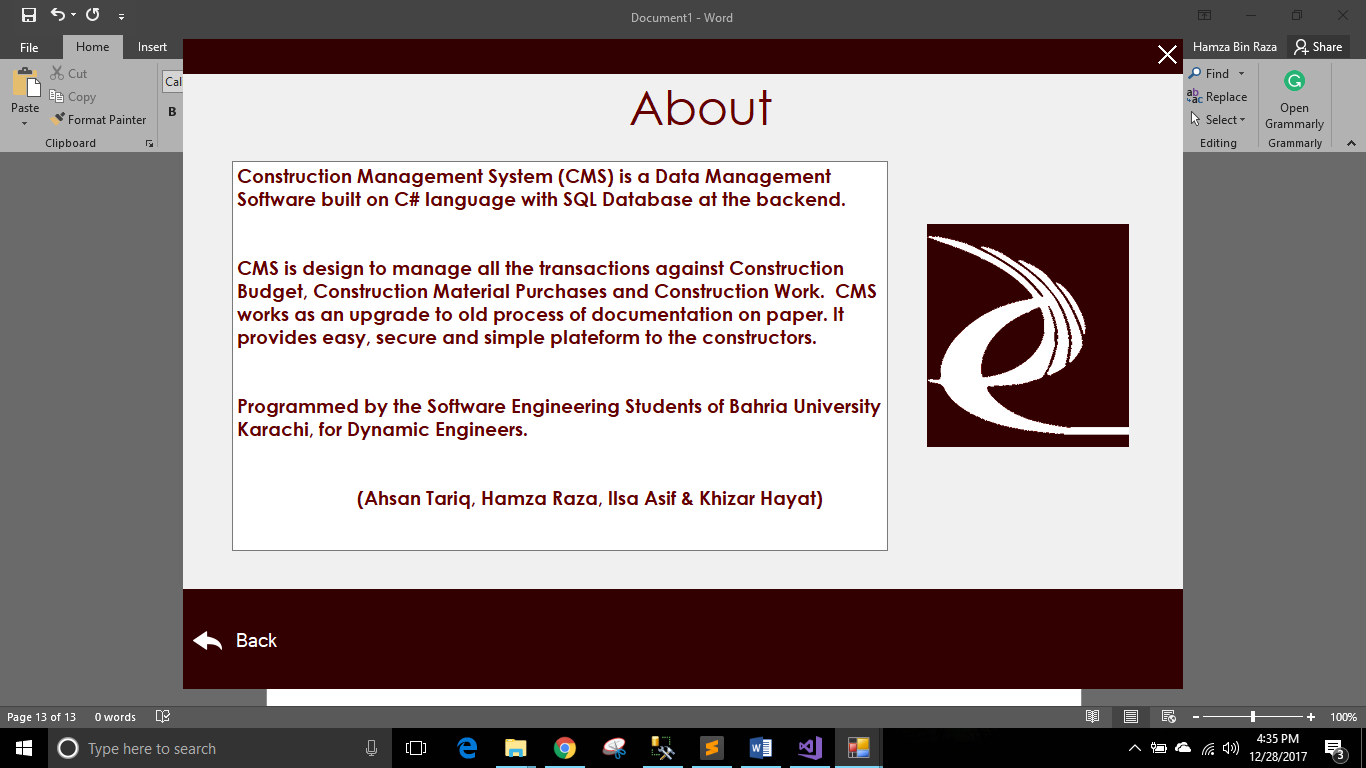 Document1 - Word
File Home Insert Hamza Bin Raza Share
Cut
Copy
Format Painter
Paste
Clipboard
Cal
B
Find
Replace
Select
Editing
Open
Grammarly
Grammarly
About
Construction Management System (CMS) is a Data Management
Software built on C# language with SQL Database at the backend.
CMS is design to manage all the transactions against Construction
Budget, Construction Material Purchases and Construction Work. CMS
works as an upgrade to old process of documentation on paper. It
provides easy, secure and simple plateform to the constructors.
Programmed by the Software Engineering Students of Bahria University
Karachi, for Dynamic Engineers.
(Ahsan Tariq, Hamza Raza, Ilsa Asif & Khizar Hayat)
Back
Page 13 of 13 0 words 100%
Type here to search
4:35 PM
12/28/2017
3